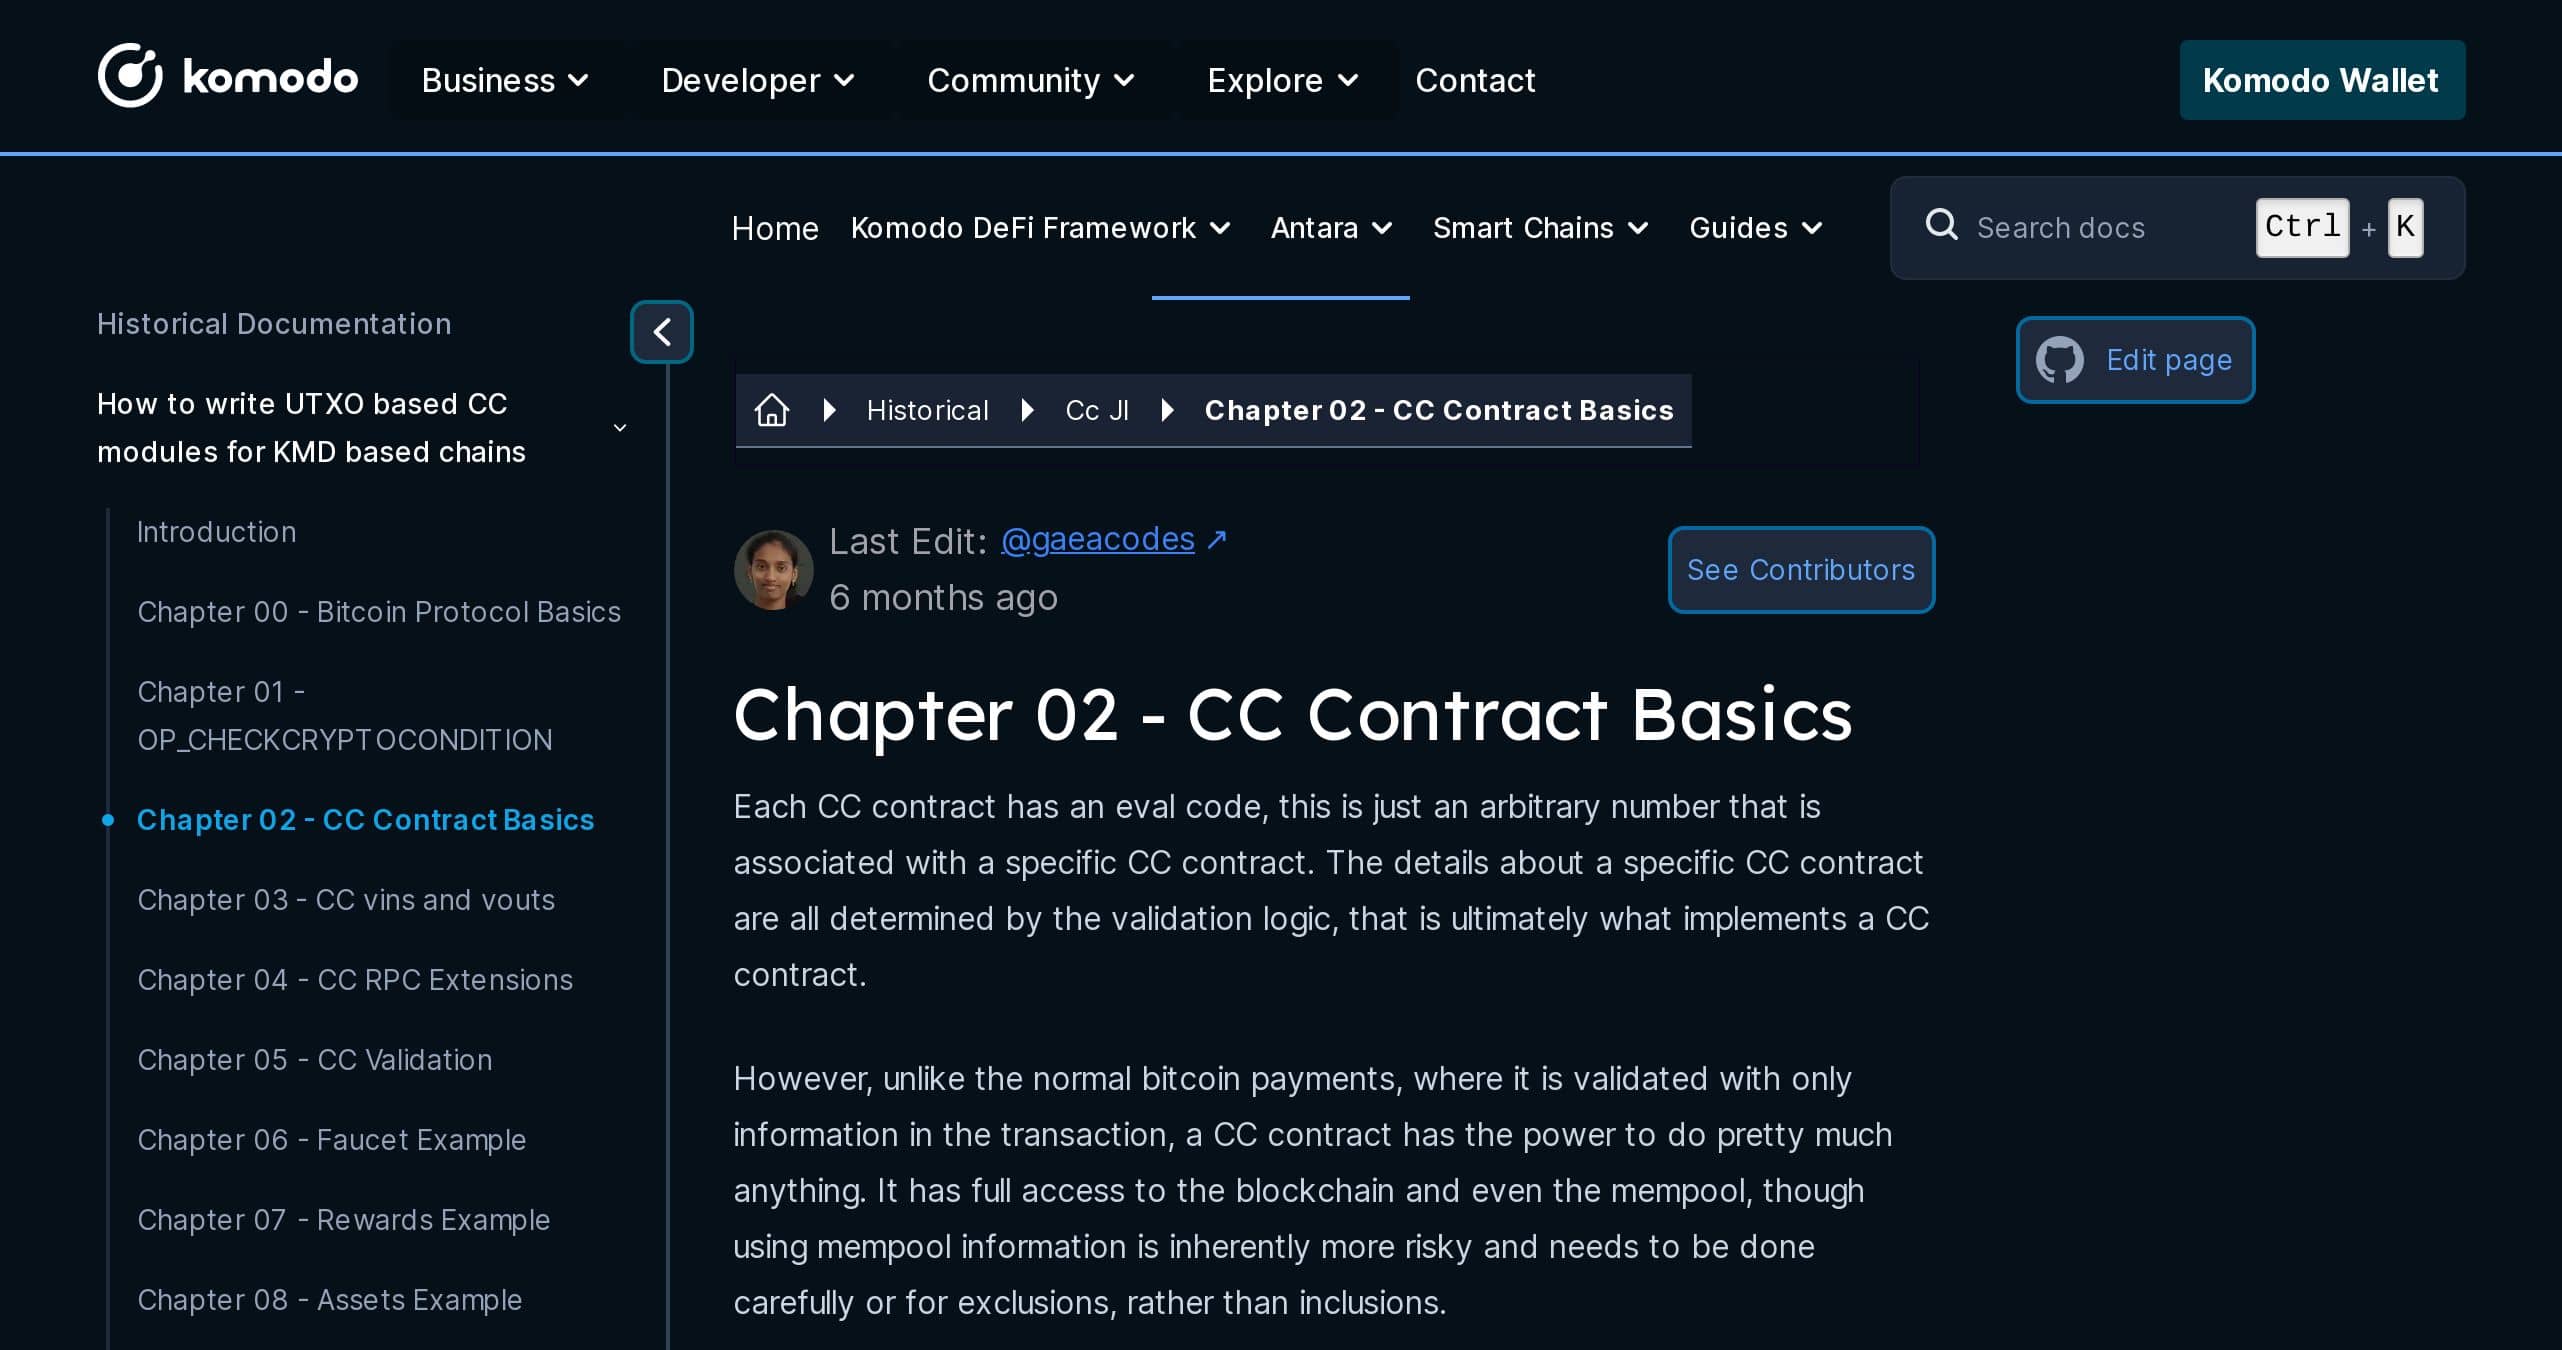 komodo Business Developer Community Explore Contact Komodo Wallet
Home Komodo DeFi Framework Antara Smart Chains Guides Search docs Ctrl + K
Historical Documentation
How to write UTXO based CC
modules for KMD based chains
Introduction
Chapter 00 - Bitcoin Protocol Basics
Chapter 01 -
OP_CHECKCRYPTOCONDITION
Chapter 02 - CC Contract Basics
Chapter 03 - CC vins and vouts
Chapter 04 - CC RPC Extensions
Chapter 05 - CC Validation
Chapter 06 - Faucet Example
Chapter 07 - Rewards Example
Chapter 08 - Assets Example
Edit page
Historical Cc Jl Chapter 02 - CC Contract Basics
Last Edit: @gaeacodes ↗
6 months ago
See Contributors
Chapter 02 - CC Contract Basics
Each CC contract has an eval code, this is just an arbitrary number that is
associated with a specific CC contract. The details about a specific CC contract
are all determined by the validation logic, that is ultimately what implements a CC
contract.
However, unlike the normal bitcoin payments, where it is validated with only
information in the transaction, a CC contract has the power to do pretty much
anything. It has full access to the blockchain and even the mempool, though
using mempool information is inherently more risky and needs to be done
carefully or for exclusions, rather than inclusions.